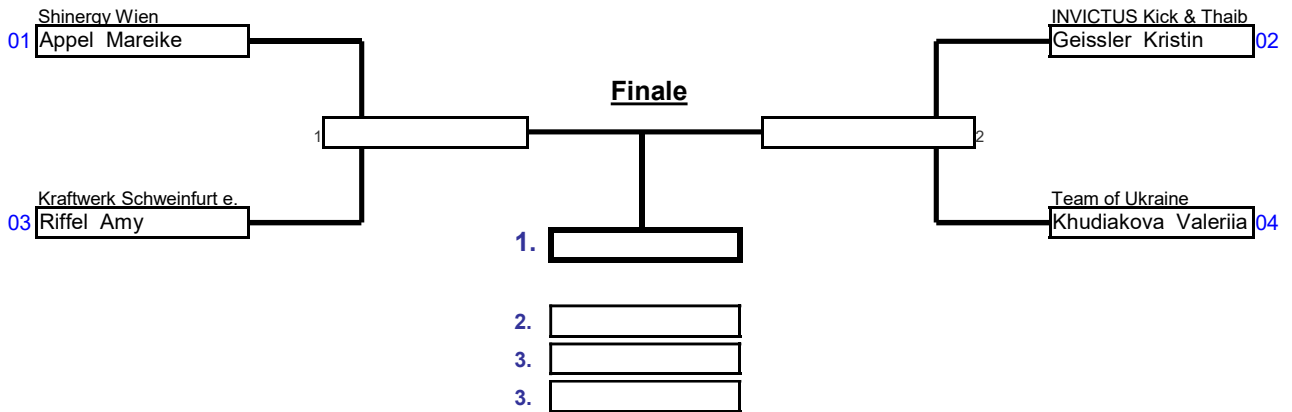 Shinergy Wien
01 Appel Mareike
INVICTUS Kick & Thaib
Geissler Kristin 02
Finale
1
2
Kraftwerk Schweinfurt e.
03 Riffel Amy
Team of Ukraine
Khudiakova Valeriia 04
1.
2.
3.
3.